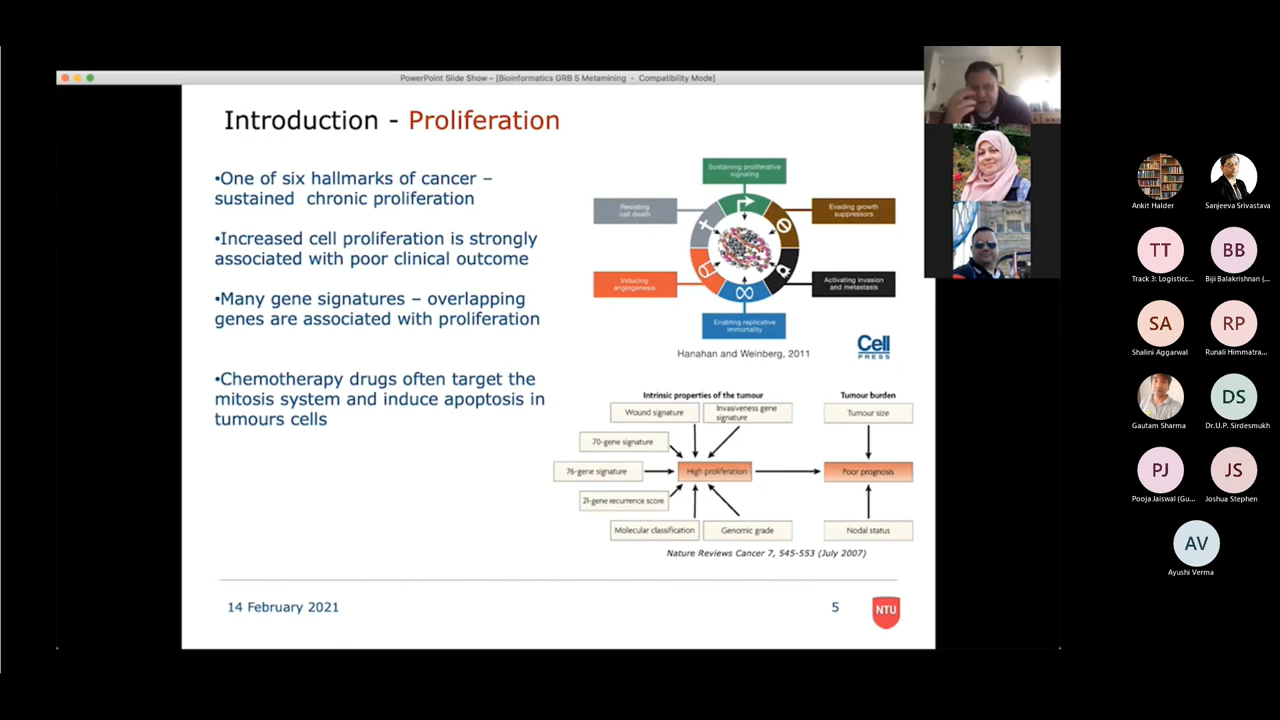 PowerPoint Slide Show – [Bioinformatics GRB 5 Metamining - Compatibility Mode]
Introduction - Proliferation
•One of six hallmarks of cancer –
sustained chronic proliferation
•Increased cell proliferation is strongly
associated with poor clinical outcome
•Many gene signatures – overlapping
genes are associated with proliferation
•Chemotherapy drugs often target the
mitosis system and induce apoptosis in
tumours cells
Sustaining proliferative
signaling
Resisting
cell death
Evading growth
suppressors
Inducing
angiogenesis
Activating invasion
and metastasis
Enabling replicative
immortality
Hanahan and Weinberg, 2011
Cell
PRESS
Intrinsic properties of the tumour
Tumour burden
Wound signature
Invasiveness gene
signature
Tumour size
70-gene signature
76-gene signature
High proliferation
Poor prognosis
21-gene recurrence score
Molecular classification
Genomic grade
Nodal status
Nature Reviews Cancer 7, 545-553 (July 2007)
14 February 2021
5
NTU
Ankit Halder
Sanjeeva Srivastava
TT
BB
Track 3: Logisticc...
Biji Balakrishnan (...
SA
RP
Shalini Aggarwal
Runali Himmatra...
DS
Gautam Sharma
Dr.U.P. Sirdesmukh
PJ
JS
Pooja Jaiswal (Gu...
Joshua Stephen
AV
Ayushi Verma